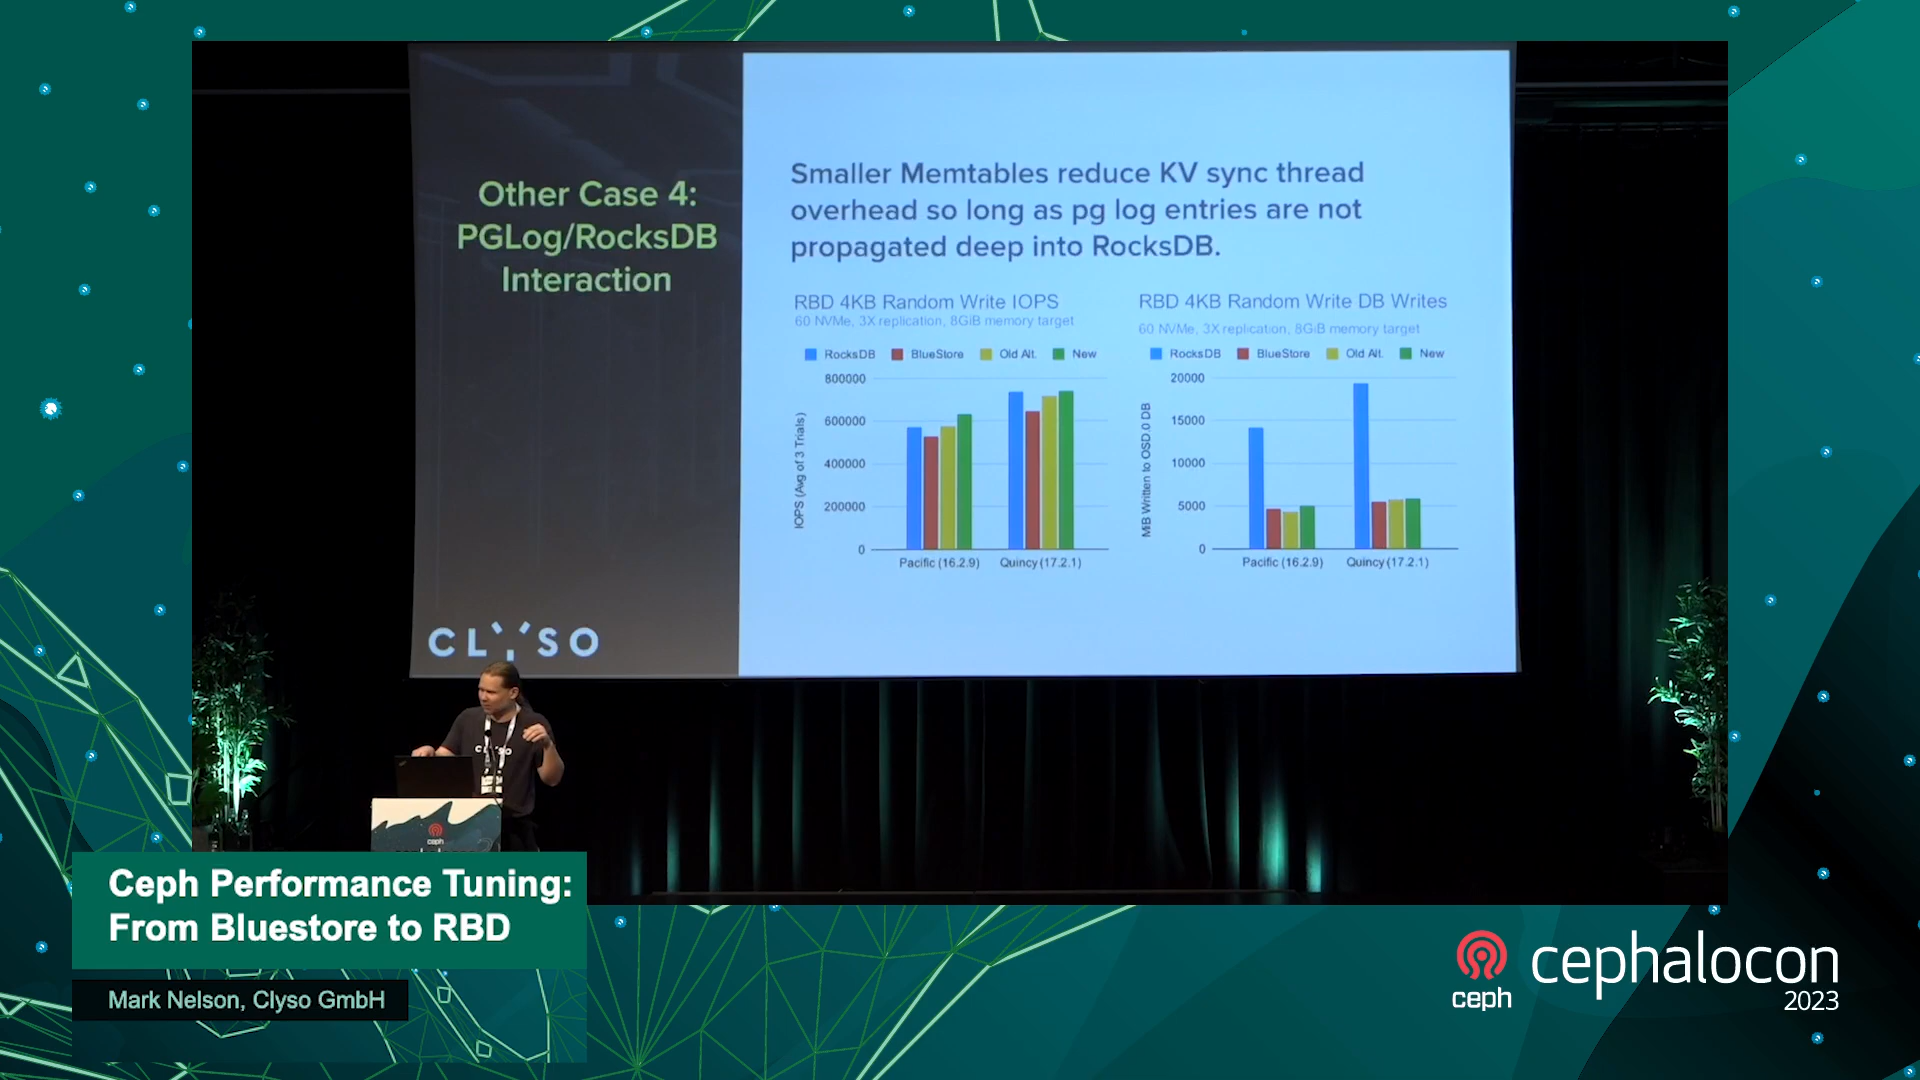 Other Case 4:
PGLog/RocksDB
Interaction
CLYSO
Smaller Memtables reduce KV sync thread
overhead so long as pg log entries are not
propagated deep into RocksDB.
RBD 4KB Random Write IOPS
60 NVMe, 3X replication, 8GiB memory target
RocksDB BlueStore Old Alt. New
IOPS (Avg of 3 Trials)
800000
600000
400000
200000
0
Pacific (16.2.9) Quincy (17.2.1)
RBD 4KB Random Write DB Writes
60 NVMe, 3X replication, 8GiB memory target
RocksDB BlueStore Old Alt. New
MiB Written to OSD.0 DB
20000
15000
10000
5000
0
Pacific (16.2.9) Quincy (17.2.1)
CLYSO
ceph
Ceph Performance Tuning:
From Bluestore to RBD
Mark Nelson, Clyso GmbH
ceph
cephalocon
2023